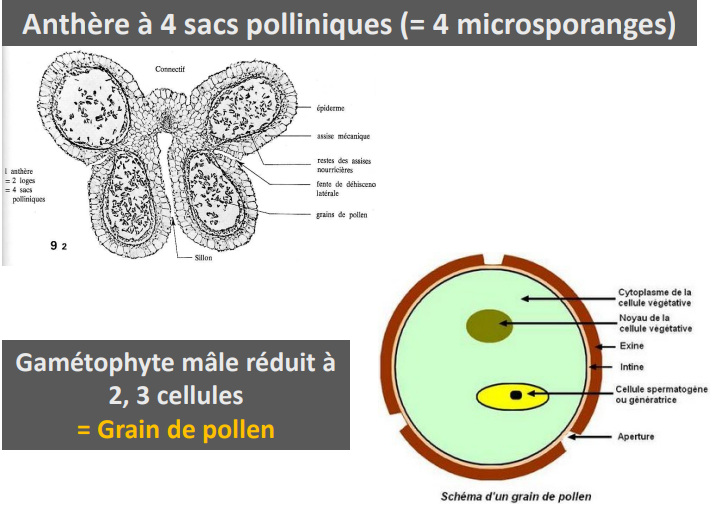 Anthère à 4 sacs polliniques (= 4 microsporanges)
Connectif
épiderme
assise mécanique
restes des assises
nourricières
fente de déhiscenc
latérale
grains de pollen
1 anthère
= 2 loges
= 4 sacs
polliniques
9 2
Sillon
Gamétophyte mâle réduit à
2, 3 cellules
= Grain de pollen
Cytoplasme de la
cellule végétative
Noyau de la
cellule végétative
Exine
Intine
Cellule spermatogène
ou génératrice
Aperture
Schéma d'un grain de pollen